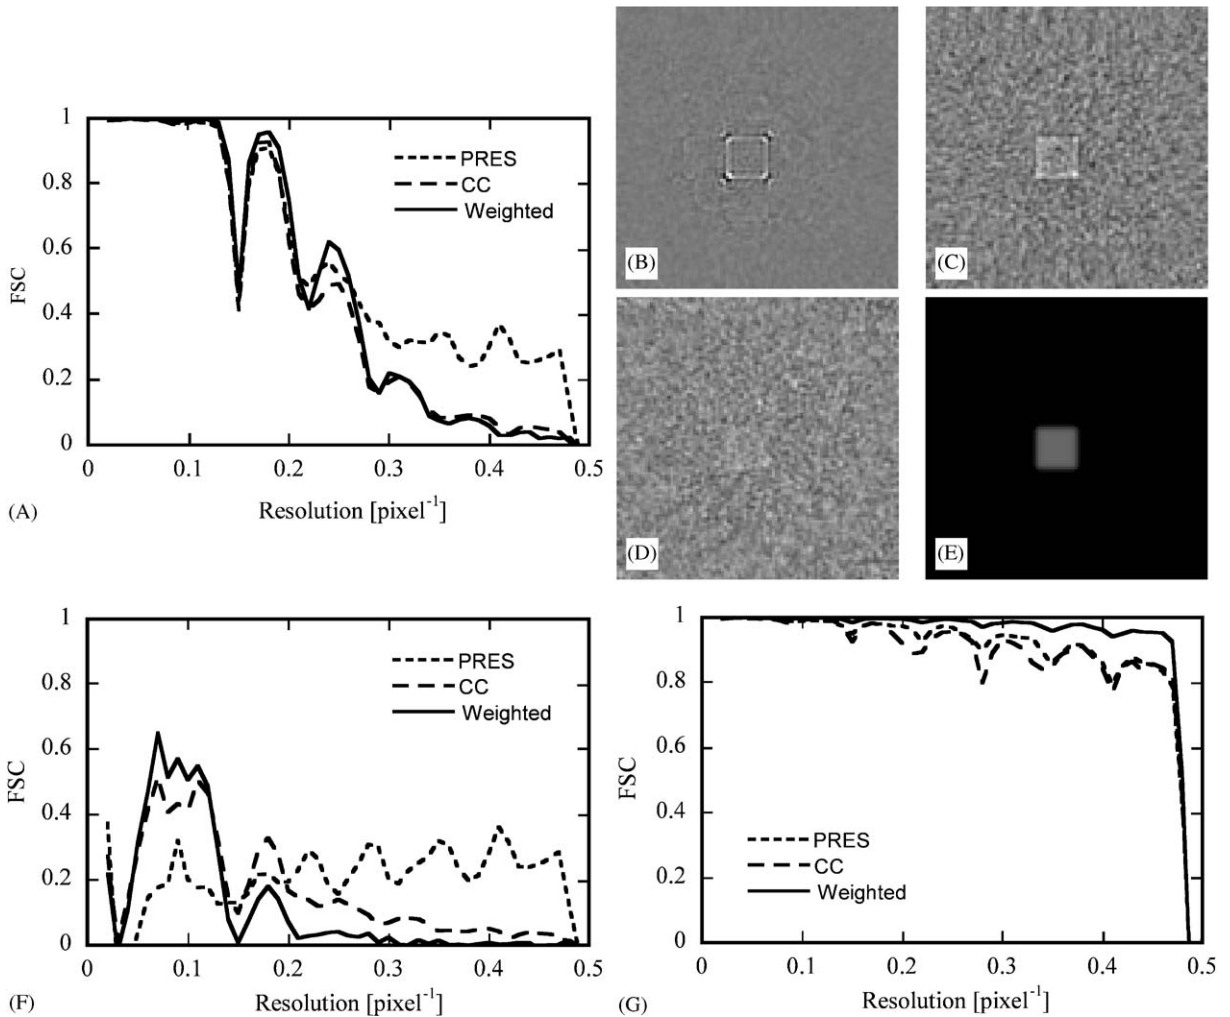 1
0.8
0.6
0.4
0.2
0
FSC
PRES
CC
Weighted
0 0.1 0.2 0.3 0.4 0.5
Resolution [pixel⁻¹]
(A)
(B)
(C)
(D)
(E)
1
0.8
0.6
0.4
0.2
0
FSC
PRES
CC
Weighted
0 0.1 0.2 0.3 0.4 0.5
Resolution [pixel⁻¹]
(F)
1
0.8
0.6
0.4
0.2
0
FSC
PRES
CC
Weighted
0 0.1 0.2 0.3 0.4 0.5
Resolution [pixel⁻¹]
(G)